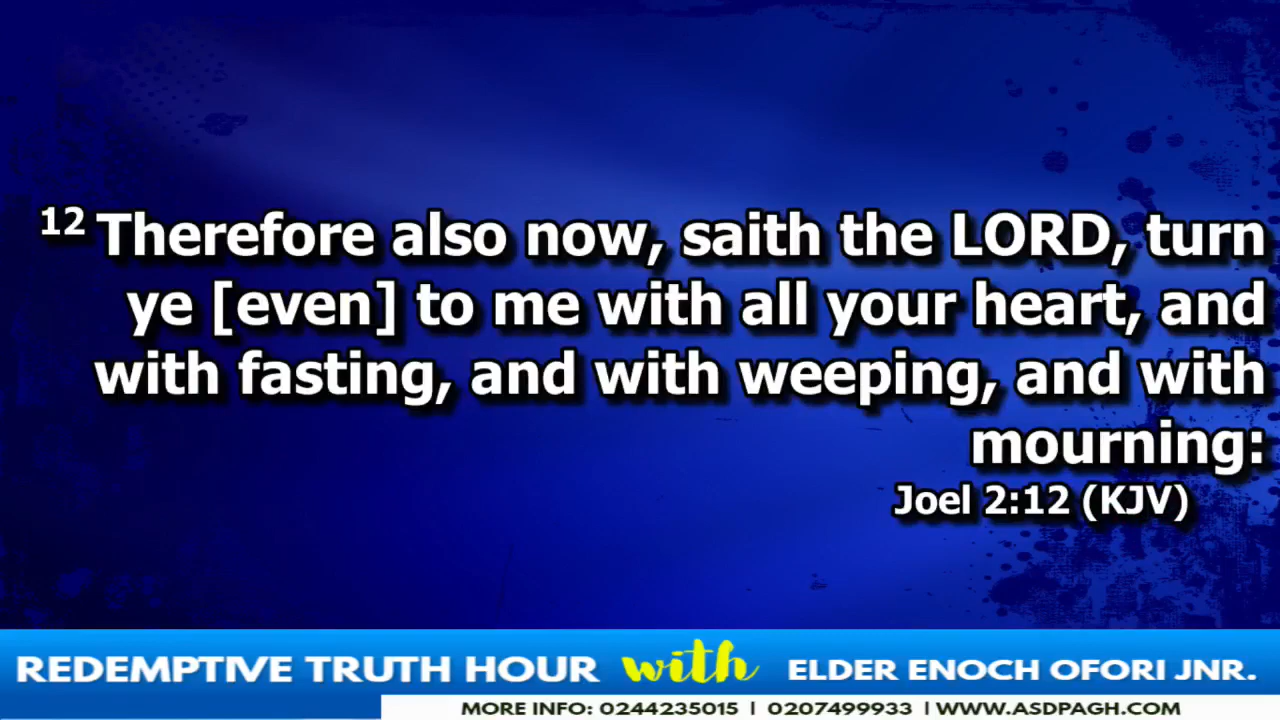 12 Therefore also now, saith the LORD, turn
ye [even] to me with all your heart, and
with fasting, and with weeping, and with
mourning:
Joel 2:12 (KJV)
REDEMPTIVE TRUTH HOUR with ELDER ENOCH OFORI JNR.
MORE INFO: 0244235015 | 0207499933 | WWW.ASDPAGH.COM